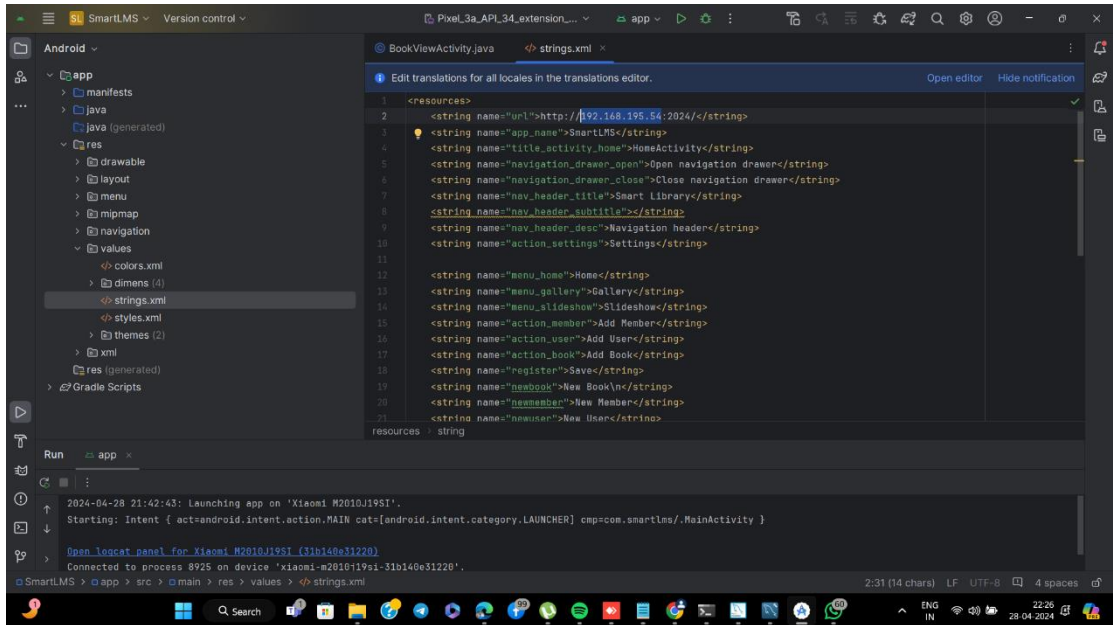 SL SmartLMS Version control Pixel_3a_API_34_extension_... app
Android
BookViewActivity.java
</> strings.xml
Edit translations for all locales in the translations editor. Open editor Hide notification
app
manifests
java
java (generated)
res
drawable
layout
menu
mipmap
navigation
values
</> colors.xml
dimens (4)
</> strings.xml
</> styles.xml
themes (2)
xml
res (generated)
Gradle Scripts
1 <resources>
2 <string name="url">http://192.168.195.54:2024/</string>
3 <string name="app_name">SmartLMS</string>
4 <string name="title_activity_home">HomeActivity</string>
5 <string name="navigation_drawer_open">Open navigation drawer</string>
6 <string name="navigation_drawer_close">Close navigation drawer</string>
7 <string name="nav_header_title">Smart Library</string>
8 <string name="nav_header_subtitle"></string>
9 <string name="nav_header_desc">Navigation header</string>
10 <string name="action_settings">Settings</string>
11
12 <string name="menu_home">Home</string>
13 <string name="menu_gallery">Gallery</string>
14 <string name="menu_slideshow">Slideshow</string>
15 <string name="action_member">Add Member</string>
16 <string name="action_user">Add User</string>
17 <string name="action_book">Add Book</string>
18 <string name="register">Save</string>
19 <string name="newbook">New Book\n</string>
20 <string name="newmember">New Member</string>
21 <string name="newuser">New User</string>
resources > string
Run app
2024-04-28 21:42:43: Launching app on 'Xiaomi M2010J19SI'.
Starting: Intent { act=android.intent.action.MAIN cat=[android.intent.category.LAUNCHER] cmp=com.smartlms/.MainActivity }
Open logcat panel for Xiaomi M2010J19SI (31b140e31220)
Connected to process 8925 on device 'xiaomi-m2010j19si-31b140e31220'.
SmartLMS > app > src > main > res > values > </> strings.xml 2:31 (14 chars) LF UTF-8 4 spaces
Search 99 60 ENG IN 22:26 28-04-2024